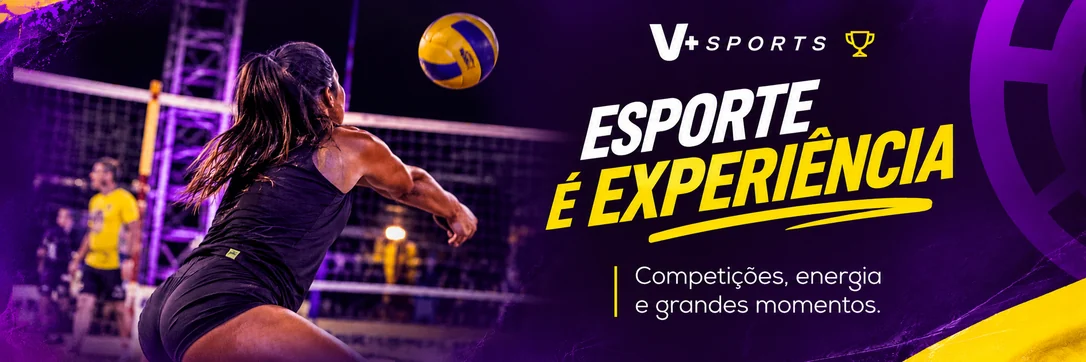 V+ SPORTS
ESPORTE
É EXPERIÊNCIA
Competições, energia
e grandes momentos.